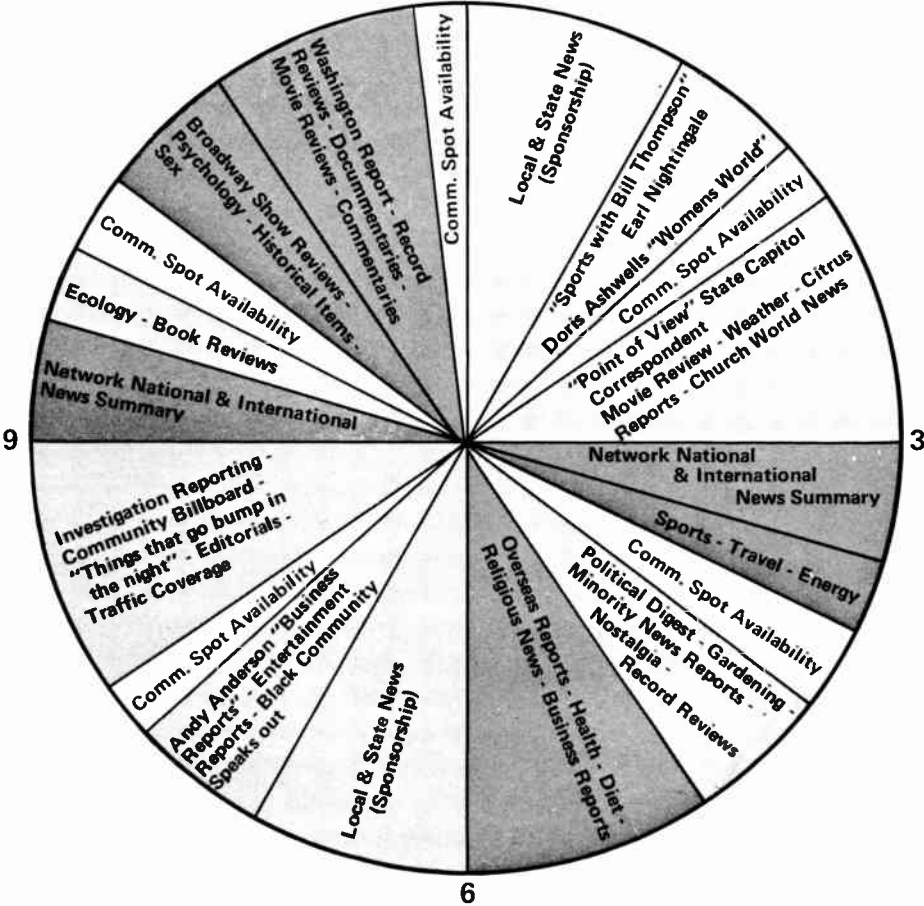 Local & State News
(Sponsorship)
"Sports with Bill Thompson"
Earl Nightingale
Doris Ashwells "Womens World"
Comm. Spot Availability
"Point of View" State Capitol
Correspondent
Movie Review - Weather - Citrus
Reports - Church World News
3
Network National
& International
News Summary
Sports - Travel - Energy
Comm. Spot Availability
Political Digest - Gardening -
Minority News Reports -
Nostalgia -
Record Reviews
Overseas Reports - Health - Diet -
Religious News - Business Reports
6
Local & State News
(Sponsorship)
Andy Anderson "Business
Reports" - Entertainment
Reports - Black Community
Speaks out
Comm. Spot Availability
Investigation Reporting -
Community Billboard -
"Things that go bump in
the night" - Editorials -
Traffic Coverage
9
Network National & International
News Summary
Ecology - Book Reviews
Comm. Spot Availability
Broadway Show Reviews -
Psychology - Historical Items -
Sex
Washington Report - Record
Reviews - Documentaries -
Movie Reviews - Commentaries
Comm. Spot Availability